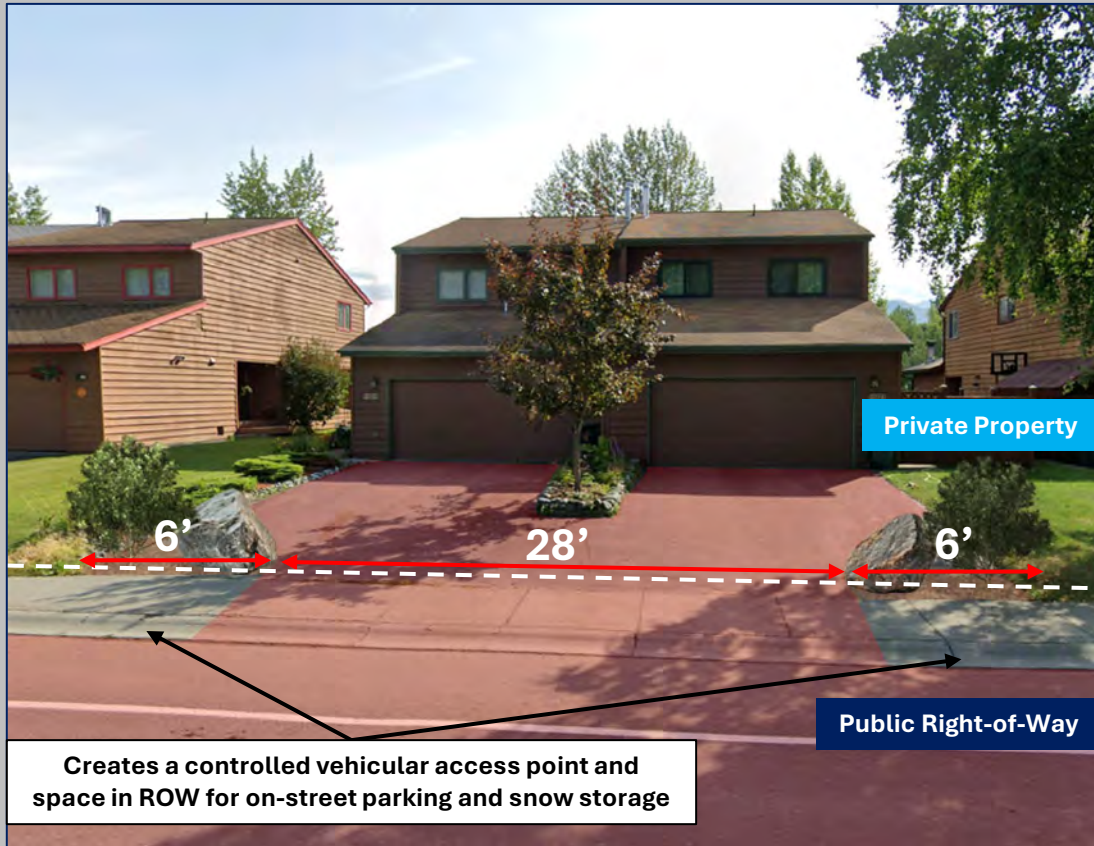 Private Property
6’
28’
6’
Public Right-of-Way
Creates a controlled vehicular access point and
space in ROW for on-street parking and snow storage